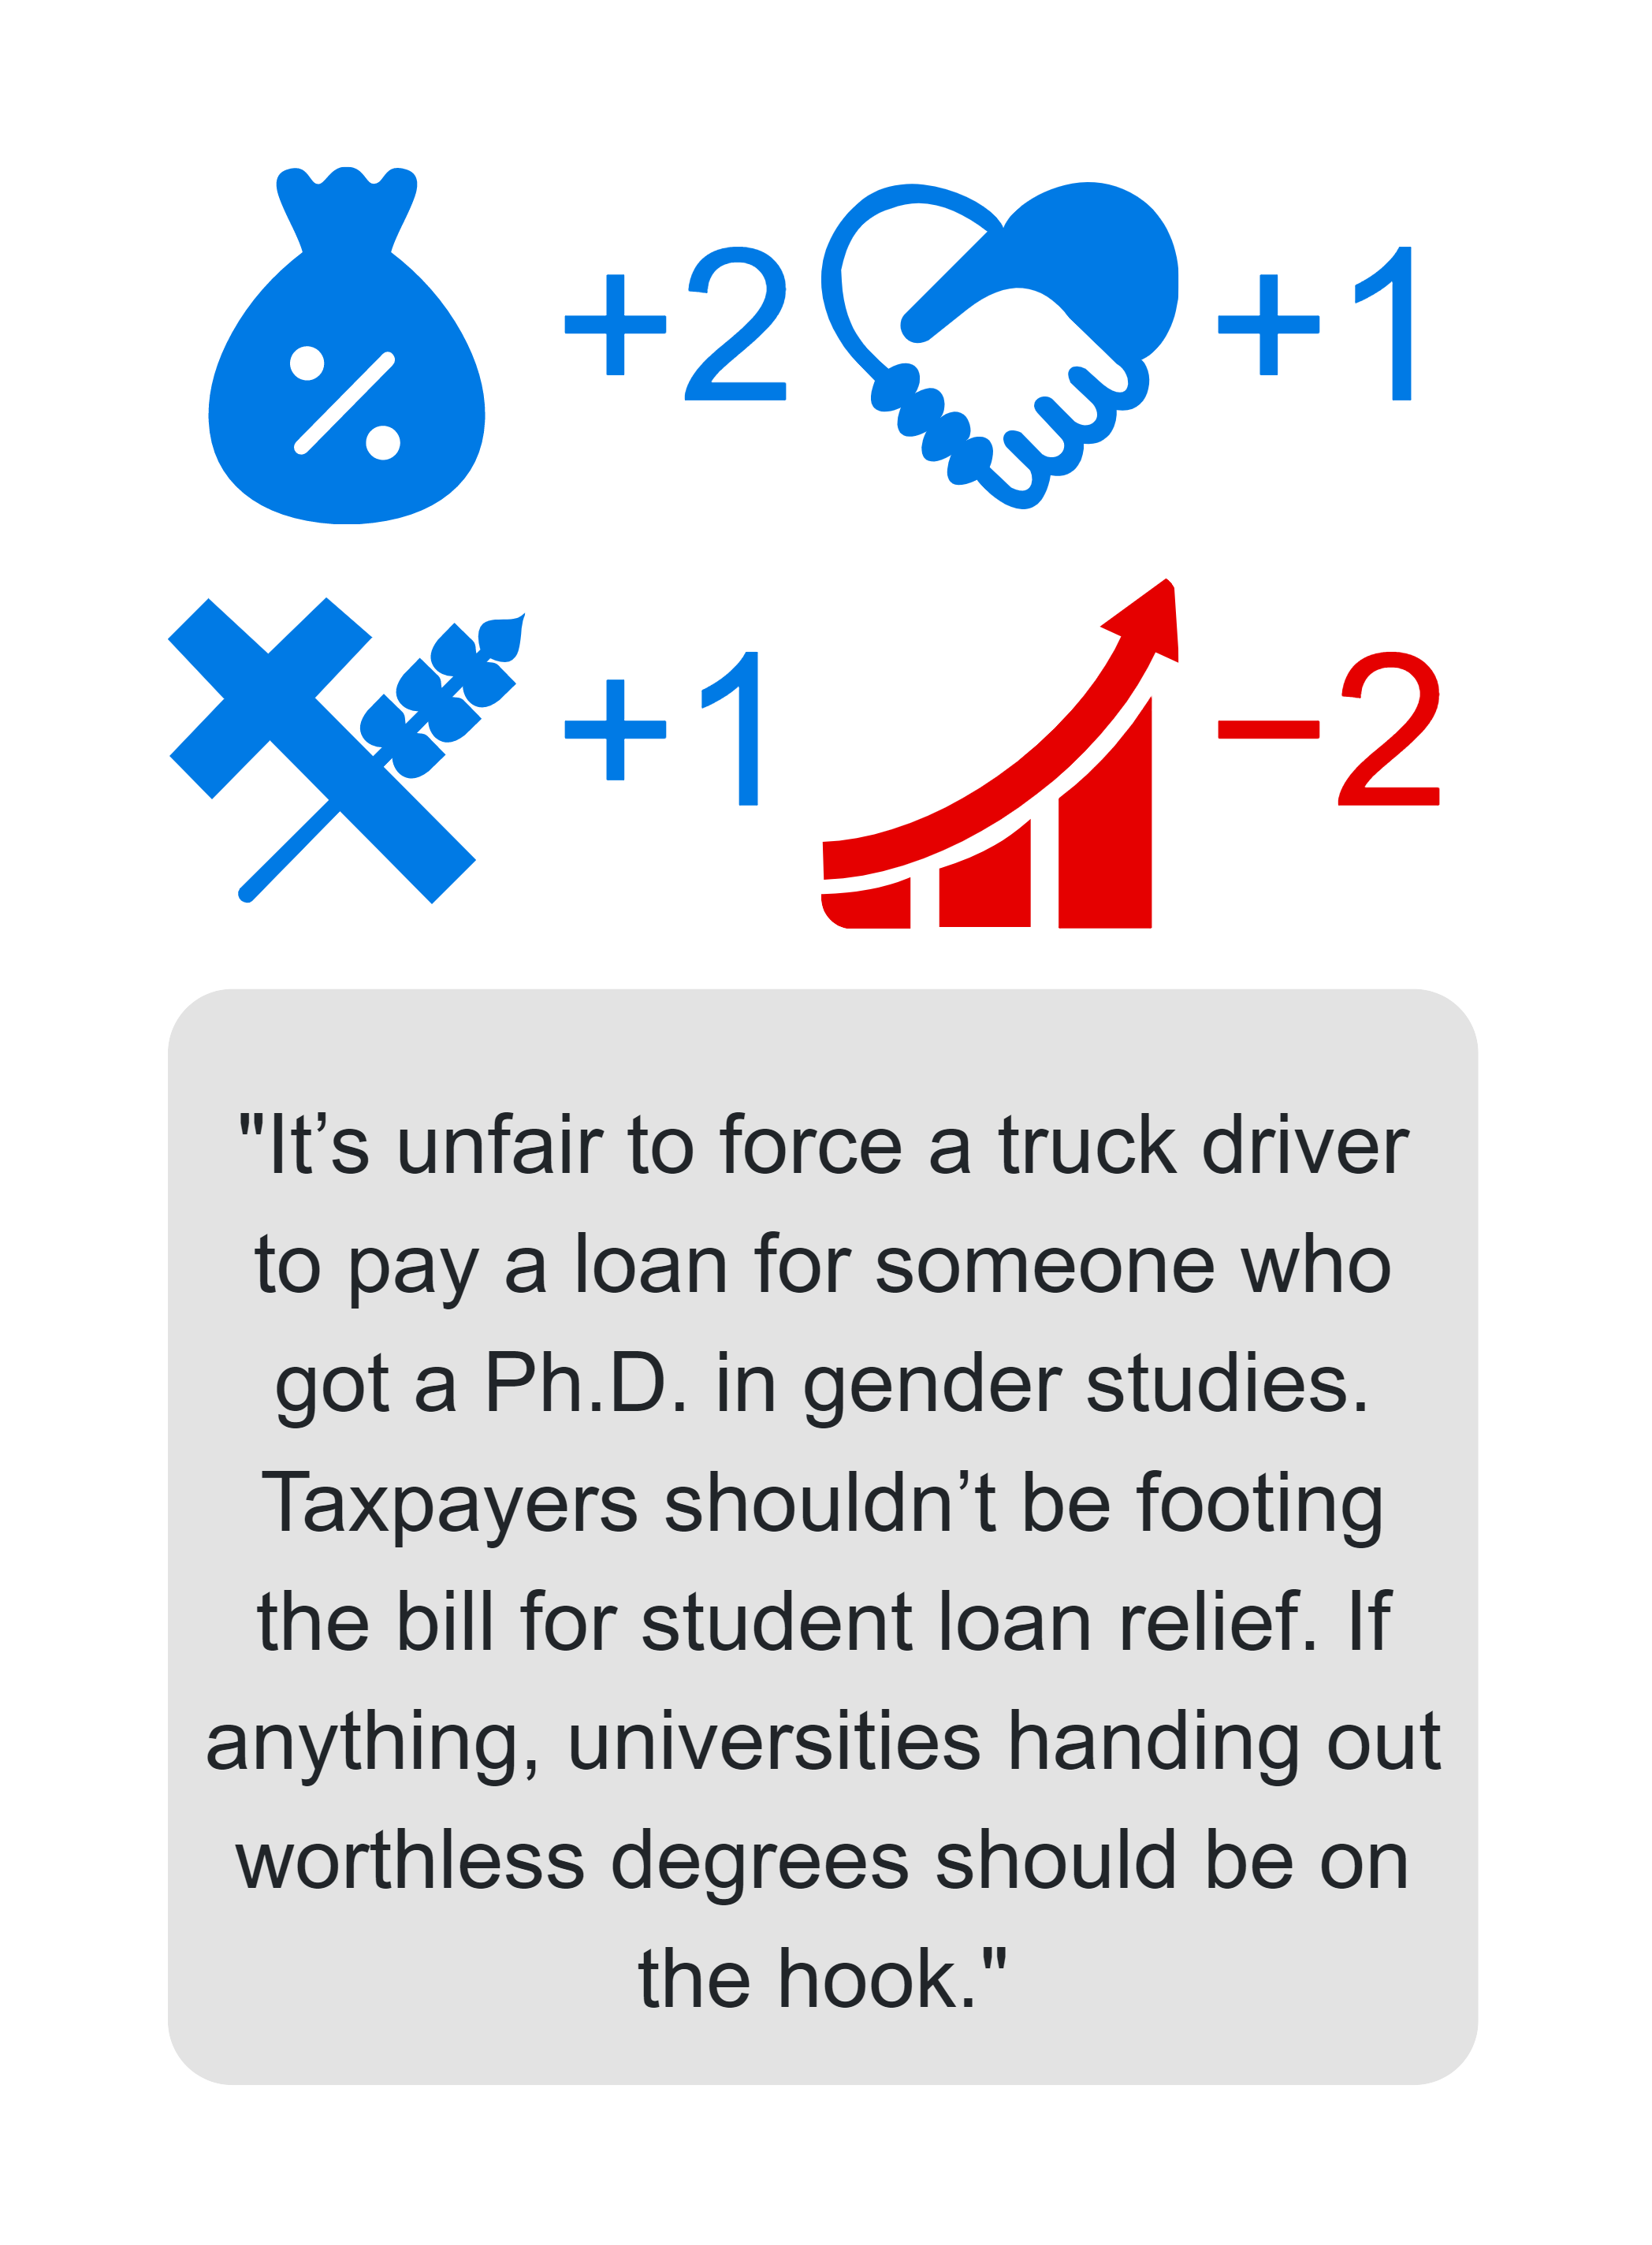 +2 +1
+1 −2
"It’s unfair to force a truck driver
to pay a loan for someone who
got a Ph.D. in gender studies.
Taxpayers shouldn’t be footing
the bill for student loan relief. If
anything, universities handing out
worthless degrees should be on
the hook."